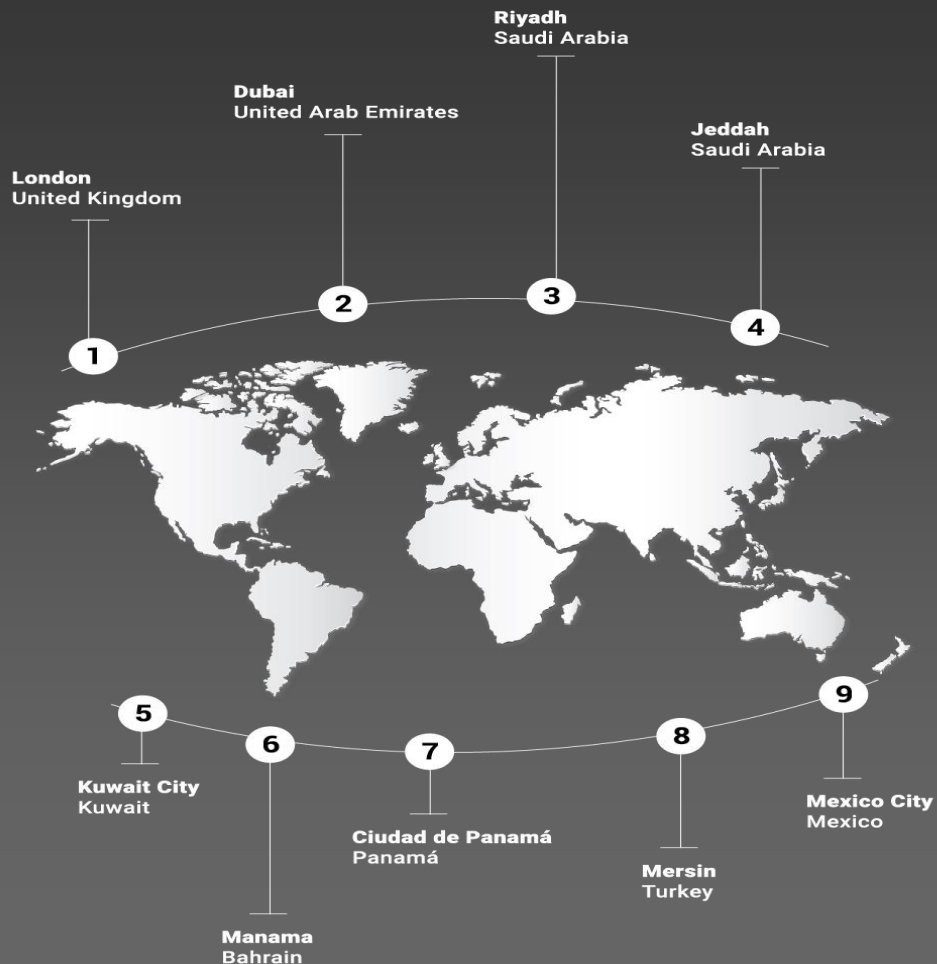 Riyadh
Saudi Arabia
Dubai
United Arab Emirates
Jeddah
Saudi Arabia
London
United Kingdom
1
2
3
4
5
6
7
8
9
Kuwait City
Kuwait
Manama
Bahrain
Ciudad de Panamá
Panamá
Mersin
Turkey
Mexico City
Mexico